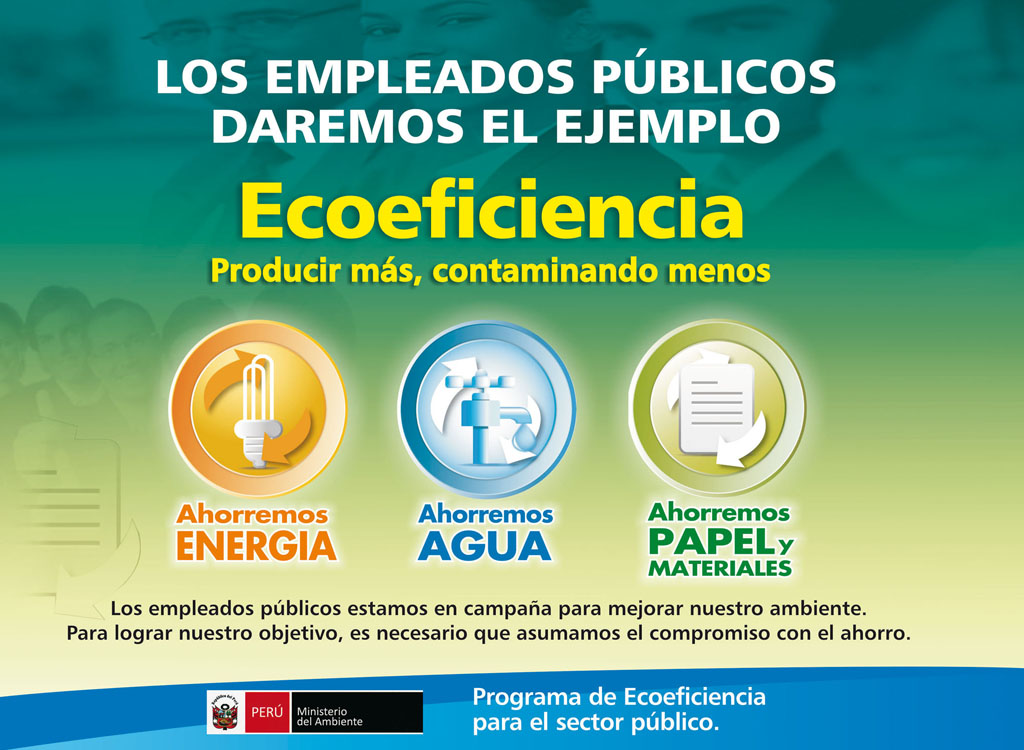 LOS EMPLEADOS PÚBLICOS
DAREMOS EL EJEMPLO
Ecoeficiencia
Producir más, contaminando menos
Ahorremos
ENERGIA
Ahorremos
AGUA
Ahorremos
PAPEL y
MATERIALES
Los empleados públicos estamos en campaña para mejorar nuestro ambiente.
Para lograr nuestro objetivo, es necesario que asumamos el compromiso con el ahorro.
PERÚ
Ministerio
del Ambiente
Programa de Ecoeficiencia
para el sector público.